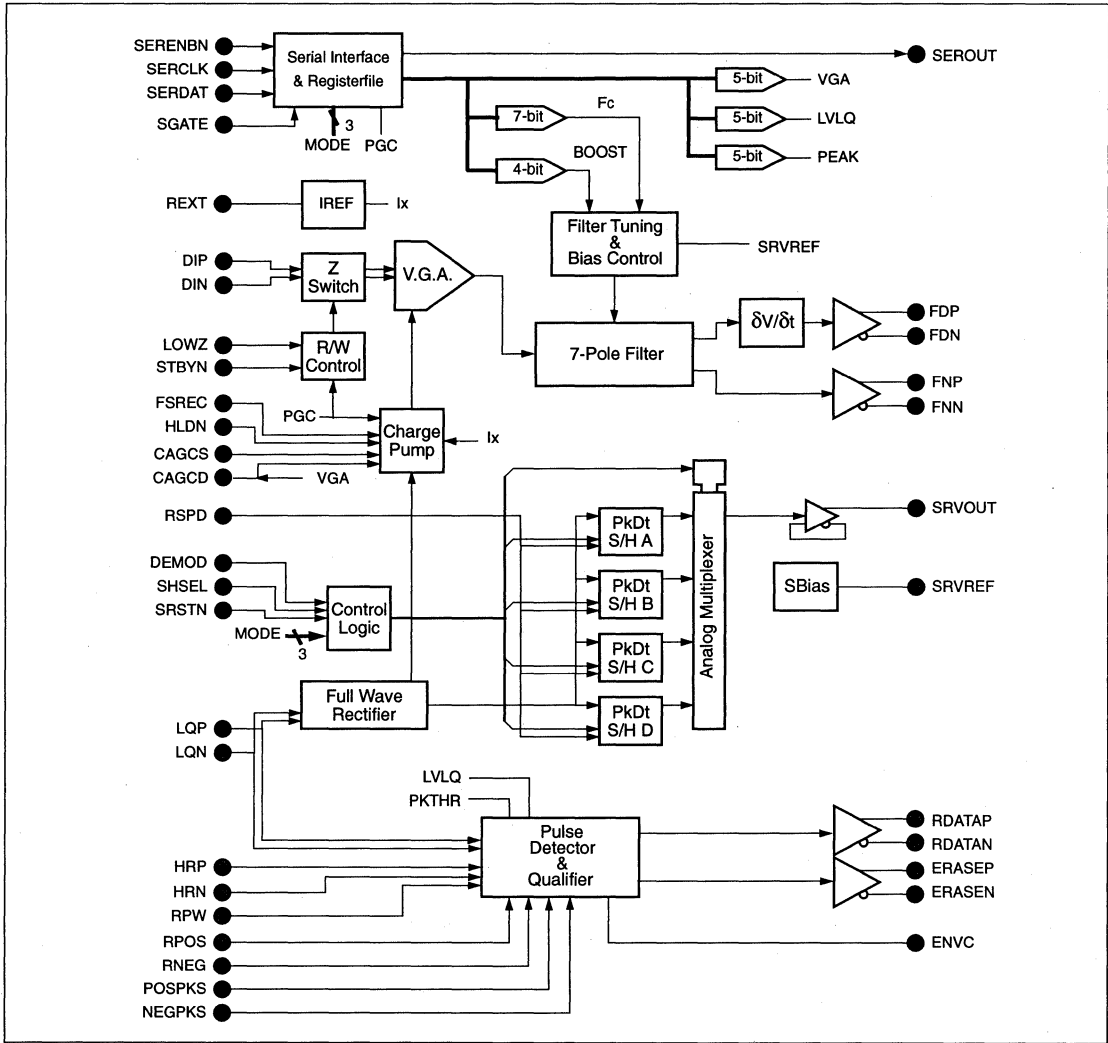 SERENBN
SERCLK
SERDAT
SGATE
Serial Interface
& Registerfile
3
MODE
PGC
SEROUT
5-bit
VGA
5-bit
LVLQ
5-bit
PEAK
7-bit
Fc
BOOST
4-bit
REXT
IREF
Ix
Filter Tuning
&
Bias Control
SRVREF
DIP
DIN
Z
Switch
V.G.A.
7-Pole Filter
δV/δt
FDP
FDN
FNP
FNN
LOWZ
STBYN
R/W
Control
FSREC
HLDN
CAGCS
CAGCD
PGC
VGA
Charge
Pump
Ix
RSPD
PkDt
S/H A
PkDt
S/H B
PkDt
S/H C
PkDt
S/H D
Analog Multiplexer
SRVOUT
SBias
SRVREF
DEMOD
SHSEL
SRSTN
MODE
3
Control
Logic
Full Wave
Rectifier
LQP
LQN
LVLQ
PKTHR
Pulse
Detector
&
Qualifier
HRP
HRN
RPW
RPOS
RNEG
POSPKS
NEGPKS
RDATAP
RDATAN
ERASEP
ERASEN
ENVC